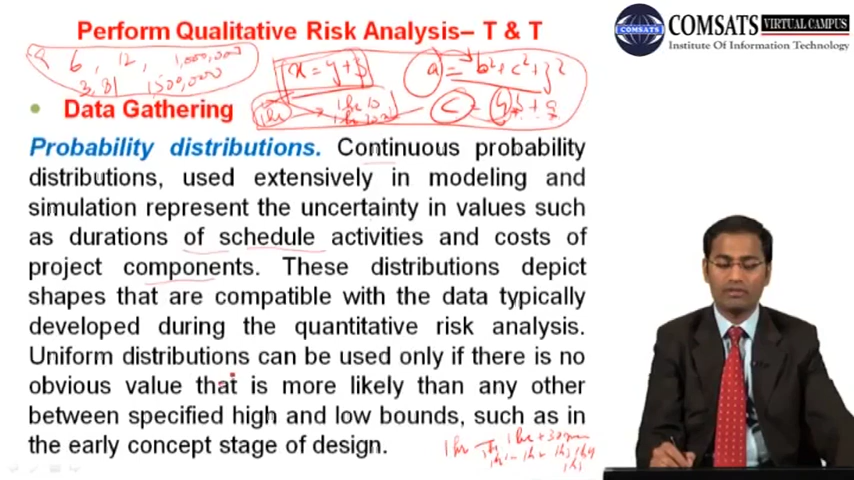 Perform Qualitative Risk Analysis– T & T
COMSATS VIRTUAL CAMPUS
Institute Of Information Technology
6, 12, 1,000,000
x = y + z
a = b² + c² + z²
1500,000
• Data Gathering
Probability distributions. Continuous probability
distributions, used extensively in modeling and
simulation represent the uncertainty in values such
as durations of schedule activities and costs of
project components. These distributions depict
shapes that are compatible with the data typically
developed during the quantitative risk analysis.
Uniform distributions can be used only if there is no
obvious value that is more likely than any other
between specified high and low bounds, such as in
the early concept stage of design.